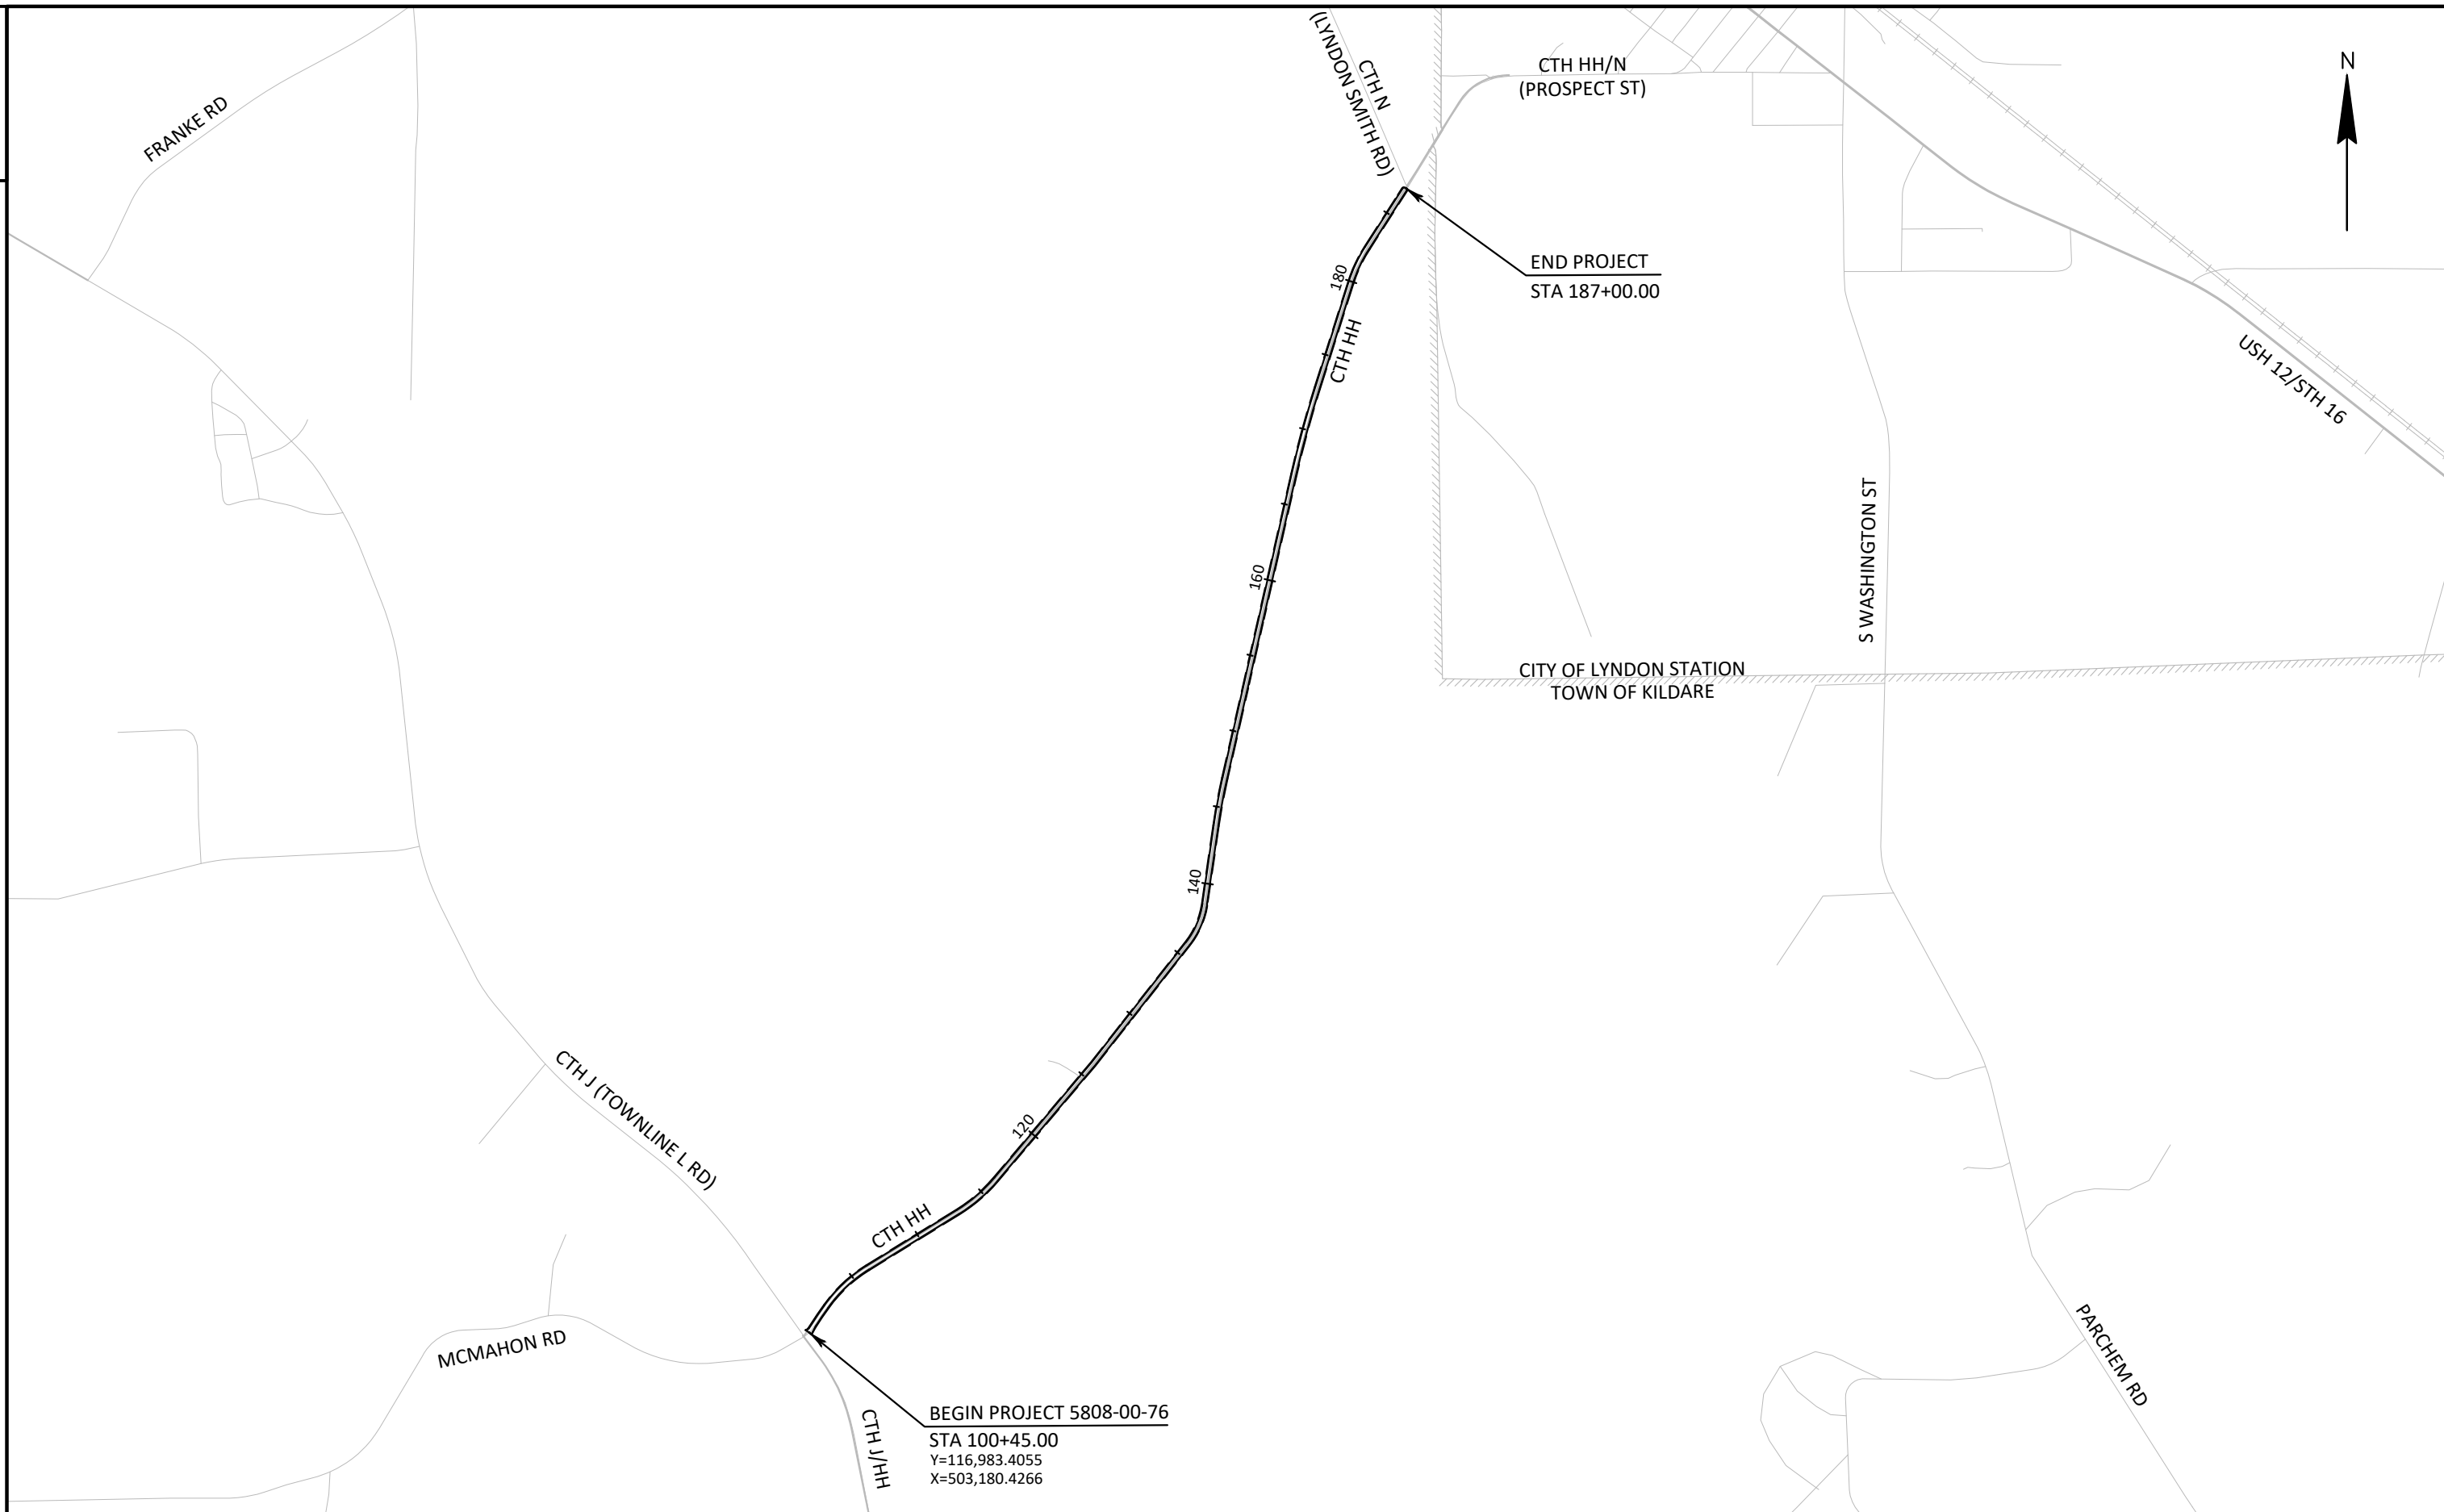 N
CTH N
(LYNDON SMITH RD)
CTH HH/N
(PROSPECT ST)
FRANKE RD
END PROJECT
STA 187+00.00
180
CTH HH
USH 12/STH 16
S WASHINGTON ST
160
CITY OF LYNDON STATION
TOWN OF KILDARE
140
CTH J (TOWNLINE L RD)
120
CTH HH
MCMAHON RD
PARCHEM RD
BEGIN PROJECT 5808-00-76
STA 100+45.00
Y=116,983.4055
X=503,180.4266
CTH J/HH